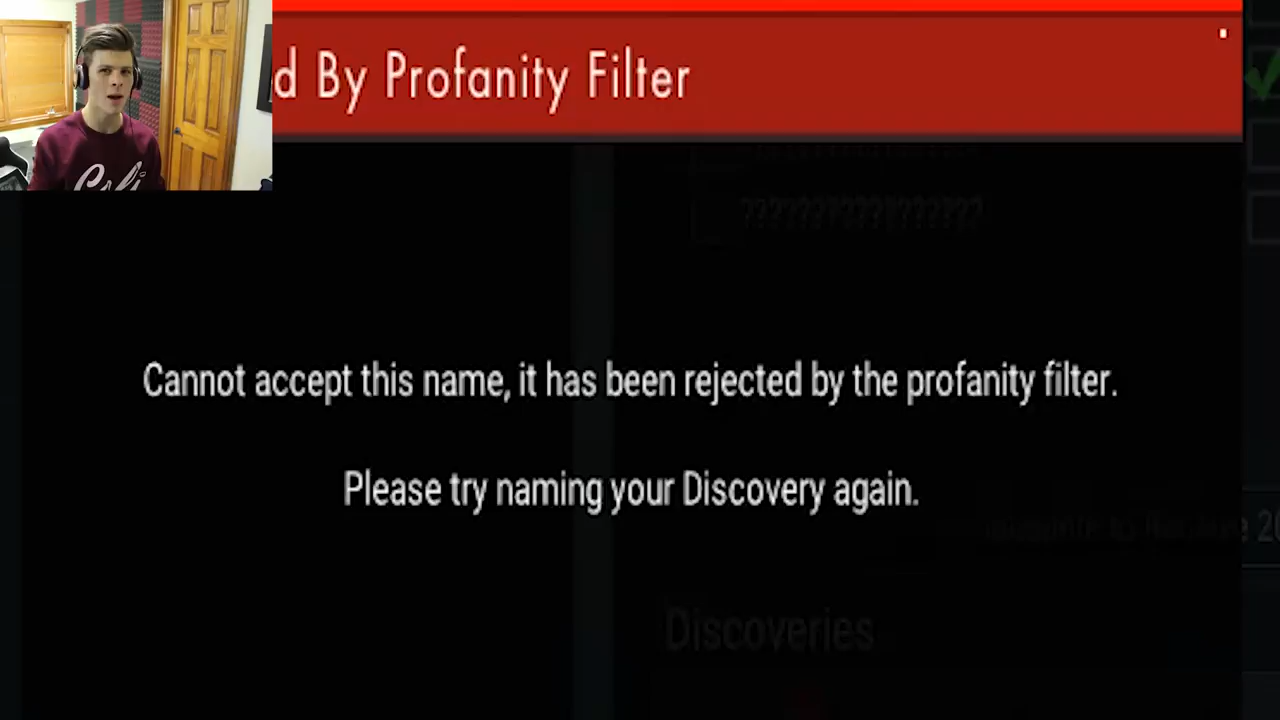 d By Profanity Filter
????????????????
Cannot accept this name, it has been rejected by the profanity filter.
Please try naming your Discovery again.
Discoveries